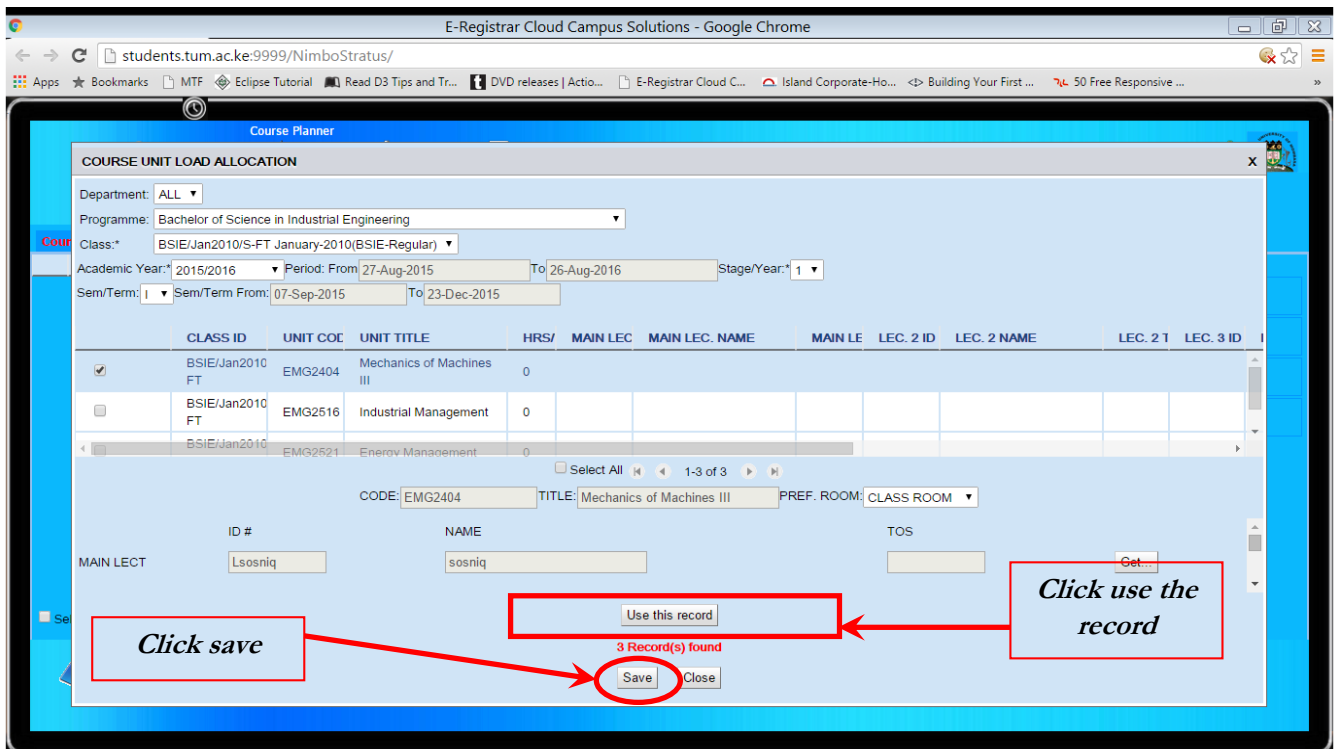 E-Registrar Cloud Campus Solutions - Google Chrome
students.tum.ac.ke:9999/NimboStratus/
Apps Bookmarks MTF Eclipse Tutorial Read D3 Tips and Tr... DVD releases | Actio... E-Registrar Cloud C... Island Corporate-Ho... Building Your First ... 50 Free Responsive ... »
Course Planner
COURSE UNIT LOAD ALLOCATION x
Department: ALL
Programme: Bachelor of Science in Industrial Engineering
Cour
Class:* BSIE/Jan2010/S-FT January-2010(BSIE-Regular)
Academic Year:* 2015/2016 Period: From 27-Aug-2015 To 26-Aug-2016 Stage/Year:* 1
Sem/Term: I Sem/Term From: 07-Sep-2015 To 23-Dec-2015
CLASS ID UNIT COD UNIT TITLE HRS/ MAIN LEC MAIN LEC. NAME MAIN LE LEC. 2 ID LEC. 2 NAME LEC. 2 T LEC. 3 ID
BSIE/Jan2010 FT EMG2404 Mechanics of Machines III 0
BSIE/Jan2010 FT EMG2516 Industrial Management 0
BSIE/Jan2010 EMG2521 Energy Management 0
Select All 1-3 of 3
CODE: EMG2404 TITLE: Mechanics of Machines III PREF. ROOM: CLASS ROOM
ID # NAME TOS
MAIN LECT Lsosniq sosniq Get...
Click use the
record
Use this record
Sel
Click save
3 Record(s) found
Save Close